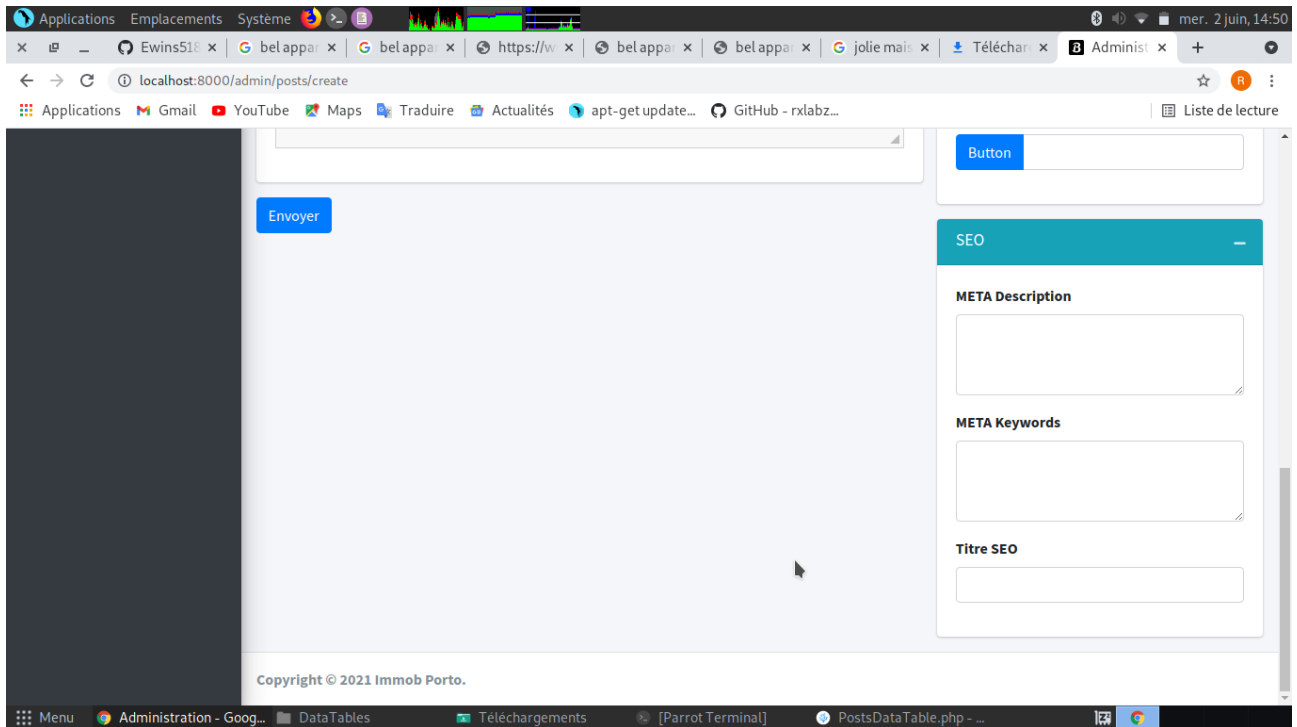 Applications Emplacements Système mer. 2 juin, 14:50
Ewins518 bel appar bel appar https://w bel appar bel appar jolie mais Téléchar Administ
localhost:8000/admin/posts/create R
Applications Gmail YouTube Maps Traduire Actualités apt-get update… GitHub - rxlabz… Liste de lecture
Button
Envoyer
SEO
META Description
META Keywords
Titre SEO
Copyright © 2021 Immob Porto.
Menu Administration - Goog… DataTables Téléchargements [Parrot Terminal] PostsDataTable.php - …